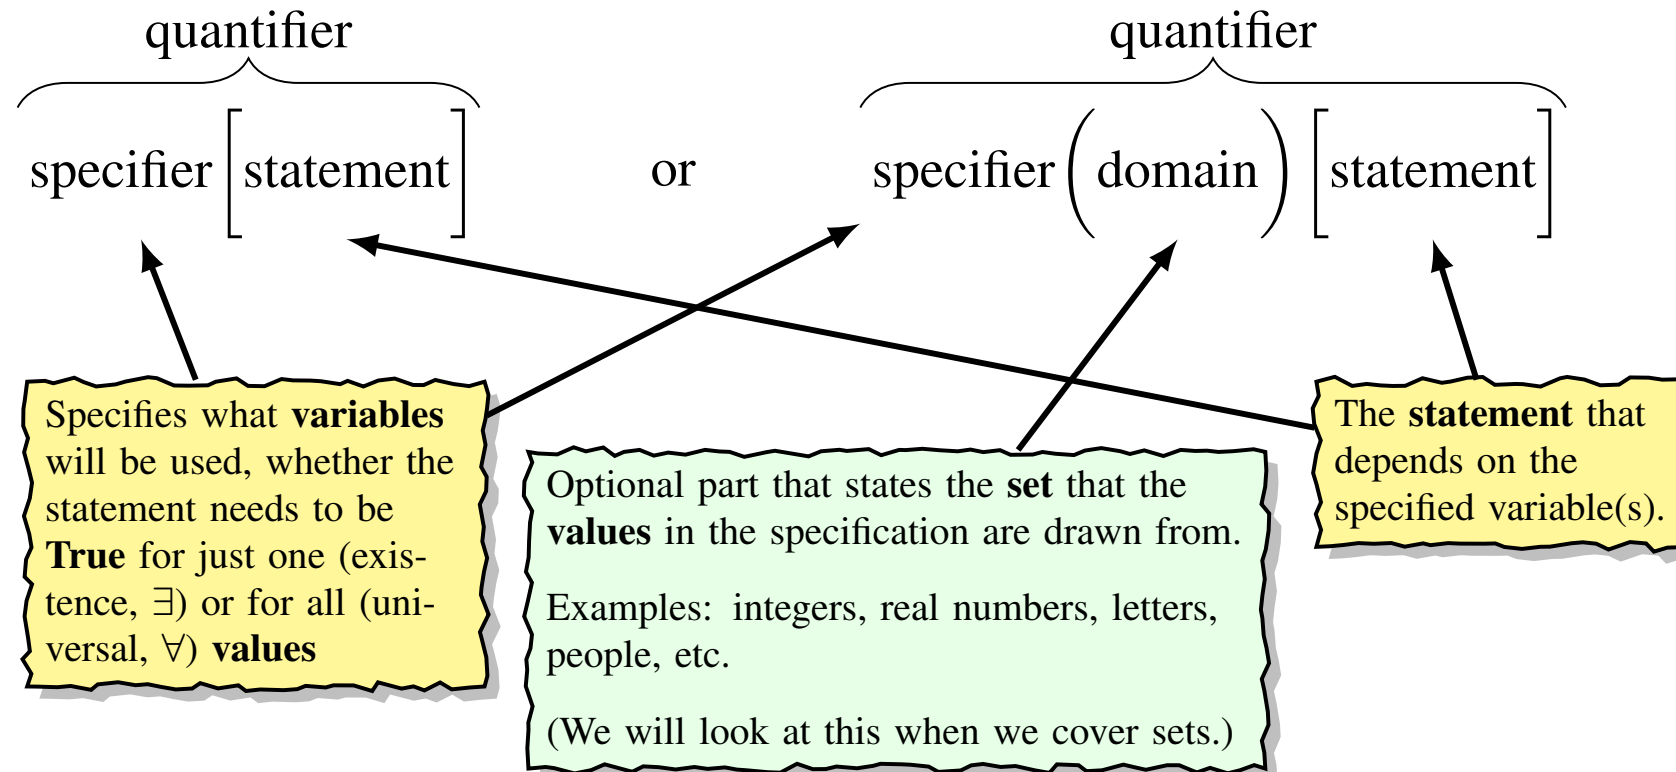 quantifier quantifier
specifier [statement] or specifier (domain) [statement]
Specifies what variables
will be used, whether the
statement needs to be
True for just one (exis-
tence, ∃) or for all (uni-
versal, ∀) values
Optional part that states the set that the
values in the specification are drawn from.
Examples: integers, real numbers, letters,
people, etc.
(We will look at this when we cover sets.)
The statement that
depends on the
specified variable(s).